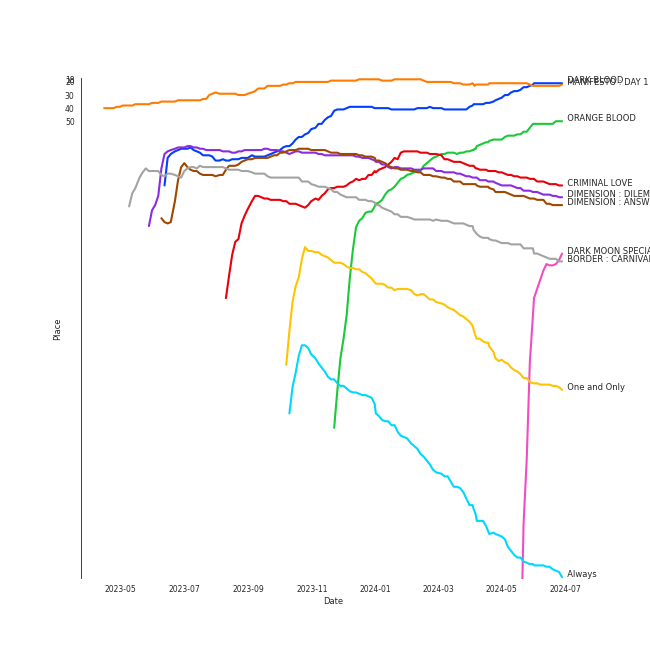 DARK BLOOD
MANIFESTO : DAY 1
30
40
50
ORANGE BLOOD
CRIMINAL LOVE
DIMENSION : DILEM
DIMENSION : ANSW
DARK MOON SPECIA
BORDER : CARNIVA
One and Only
Always
Place
2023-05 2023-07 2023-09 2023-11 2024-01 2024-03 2024-05 2024-07
Date